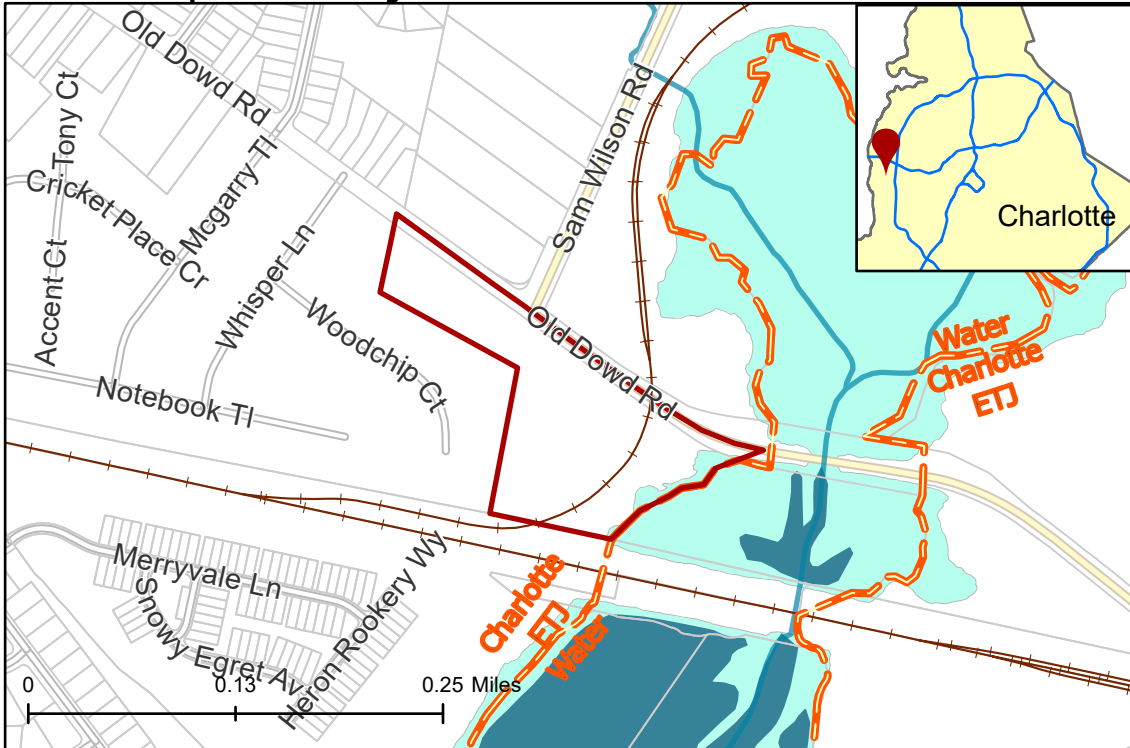 Old Dowd Rd
Tony Ct
Cricket Place Cr
Mcgarry Tl
Accent Ct
Whisper Ln
Woodchip Ct
Notebook Tl
Sam Wilson Rd
Old Dowd Rd
Charlotte
Water
Charlotte
ETJ
Merryvale Ln
Snowy Egret Av
Heron Rookery Wy
Charlotte
ETJ
Water
0 0.13 0.25 Miles